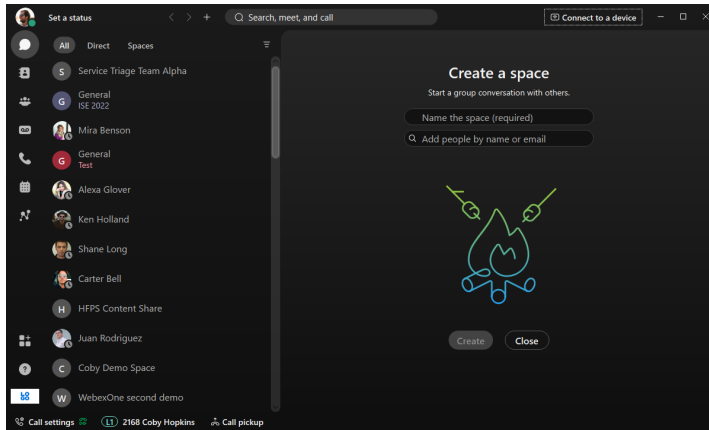 Set a status
Search, meet, and call
Connect to a device
All Direct Spaces
S Service Triage Team Alpha
G General
ISE 2022
Mira Benson
G General
Test
Alexa Glover
Ken Holland
Shane Long
Carter Bell
H HFPS Content Share
Juan Rodriguez
C Coby Demo Space
W WebexOne second demo
Create a space
Start a group conversation with others.
Name the space (required)
Add people by name or email
Create Close
Call settings L1 2168 Coby Hopkins Call pickup